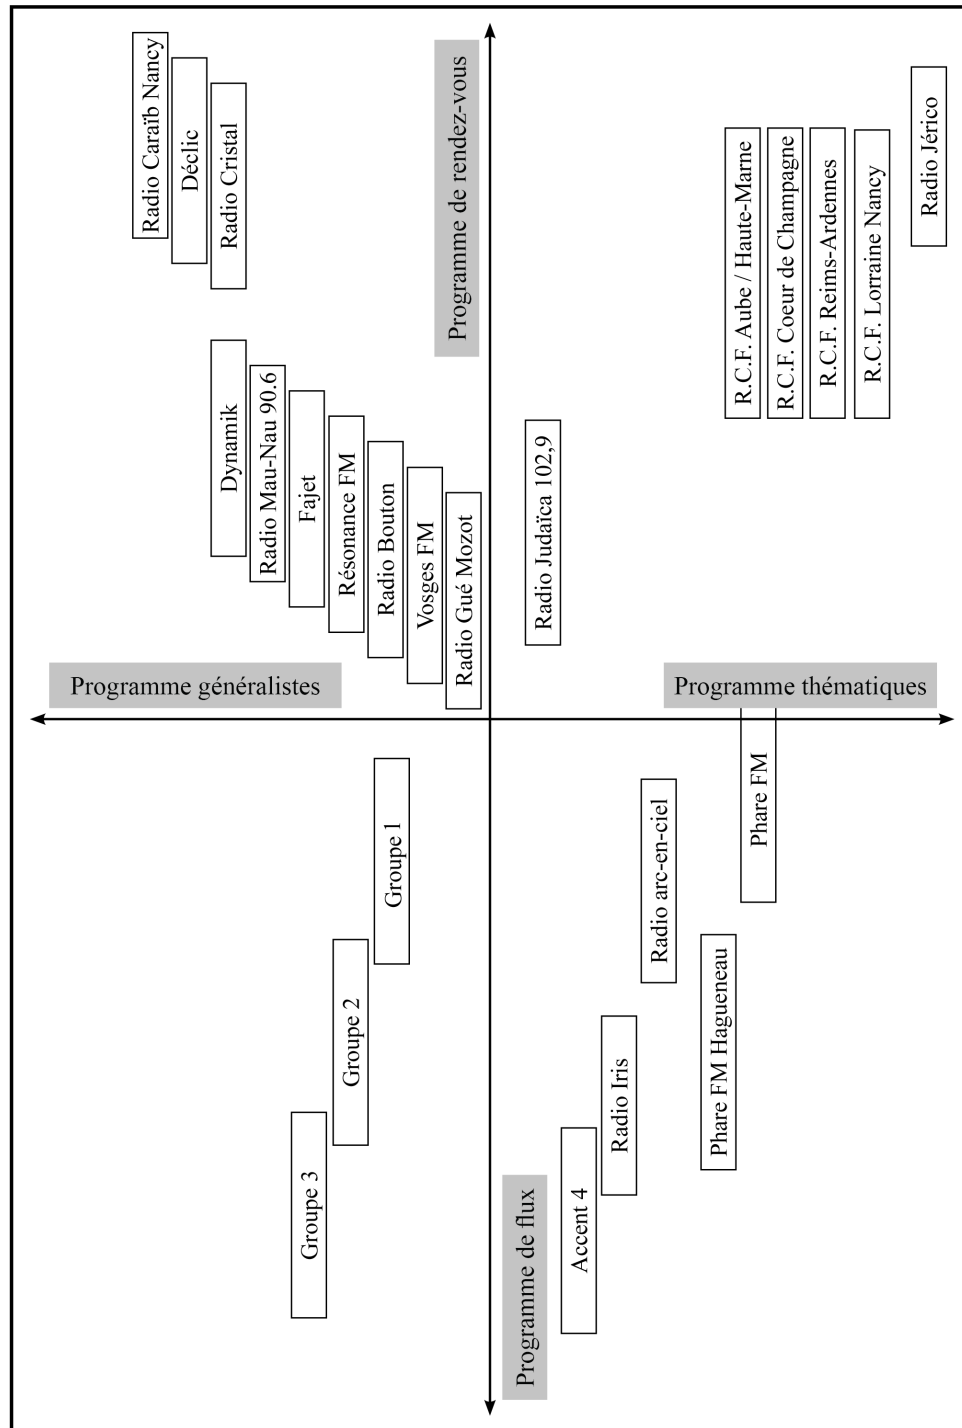 Radio Caraïb Nancy
Déclic
Radio Cristal
Programme de rendez-vous
R.C.F. Aube / Haute-Marne
R.C.F. Coeur de Champagne
R.C.F. Reims-Ardennes
R.C.F. Lorraine Nancy
Radio Jérico
Dynamik
Radio Mau-Nau 90.6
Fajet
Résonance FM
Radio Bouton
Vosges FM
Radio Gué Mozot
Radio Judaïca 102,9
Programme généralistes
Programme thématiques
Groupe 1
Groupe 2
Groupe 3
Phare FM
Radio arc-en-ciel
Phare FM Hagueneau
Radio Iris
Accent 4
Programme de flux